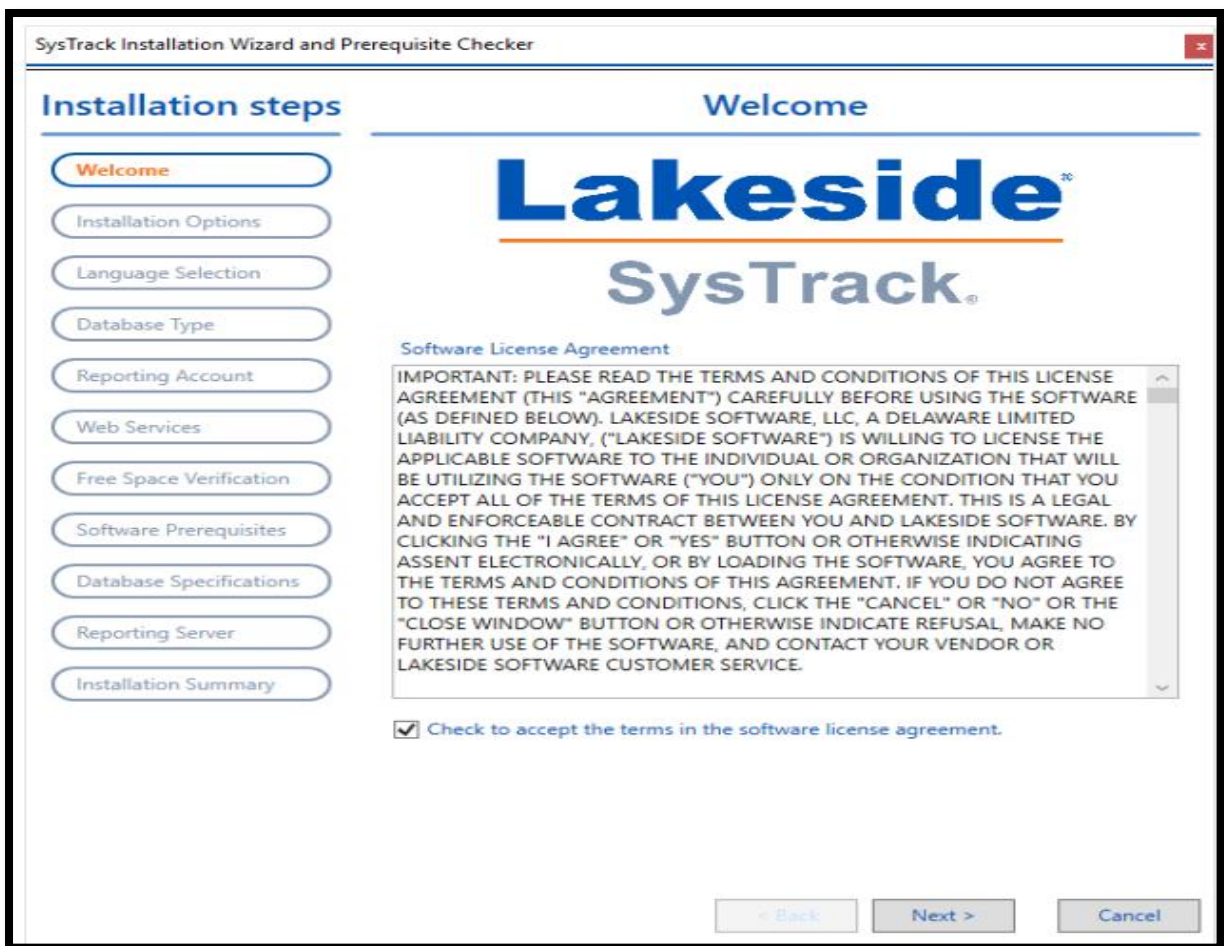 SysTrack Installation Wizard and Prerequisite Checker
x
Installation steps
Welcome
Installation Options
Language Selection
Database Type
Reporting Account
Web Services
Free Space Verification
Software Prerequisites
Database Specifications
Reporting Server
Installation Summary
Welcome
Lakeside®
SysTrack®
Software License Agreement
IMPORTANT: PLEASE READ THE TERMS AND CONDITIONS OF THIS LICENSE
AGREEMENT (THIS "AGREEMENT") CAREFULLY BEFORE USING THE SOFTWARE
(AS DEFINED BELOW). LAKESIDE SOFTWARE, LLC, A DELAWARE LIMITED
LIABILITY COMPANY, ("LAKESIDE SOFTWARE") IS WILLING TO LICENSE THE
APPLICABLE SOFTWARE TO THE INDIVIDUAL OR ORGANIZATION THAT WILL
BE UTILIZING THE SOFTWARE ("YOU") ONLY ON THE CONDITION THAT YOU
ACCEPT ALL OF THE TERMS OF THIS LICENSE AGREEMENT. THIS IS A LEGAL
AND ENFORCEABLE CONTRACT BETWEEN YOU AND LAKESIDE SOFTWARE. BY
CLICKING THE "I AGREE" OR "YES" BUTTON OR OTHERWISE INDICATING
ASSENT ELECTRONICALLY, OR BY LOADING THE SOFTWARE, YOU AGREE TO
THE TERMS AND CONDITIONS OF THIS AGREEMENT. IF YOU DO NOT AGREE
TO THESE TERMS AND CONDITIONS, CLICK THE "CANCEL" OR "NO" OR THE
"CLOSE WINDOW" BUTTON OR OTHERWISE INDICATE REFUSAL, MAKE NO
FURTHER USE OF THE SOFTWARE, AND CONTACT YOUR VENDOR OR
LAKESIDE SOFTWARE CUSTOMER SERVICE.
Check to accept the terms in the software license agreement.
< Back
Next >
Cancel